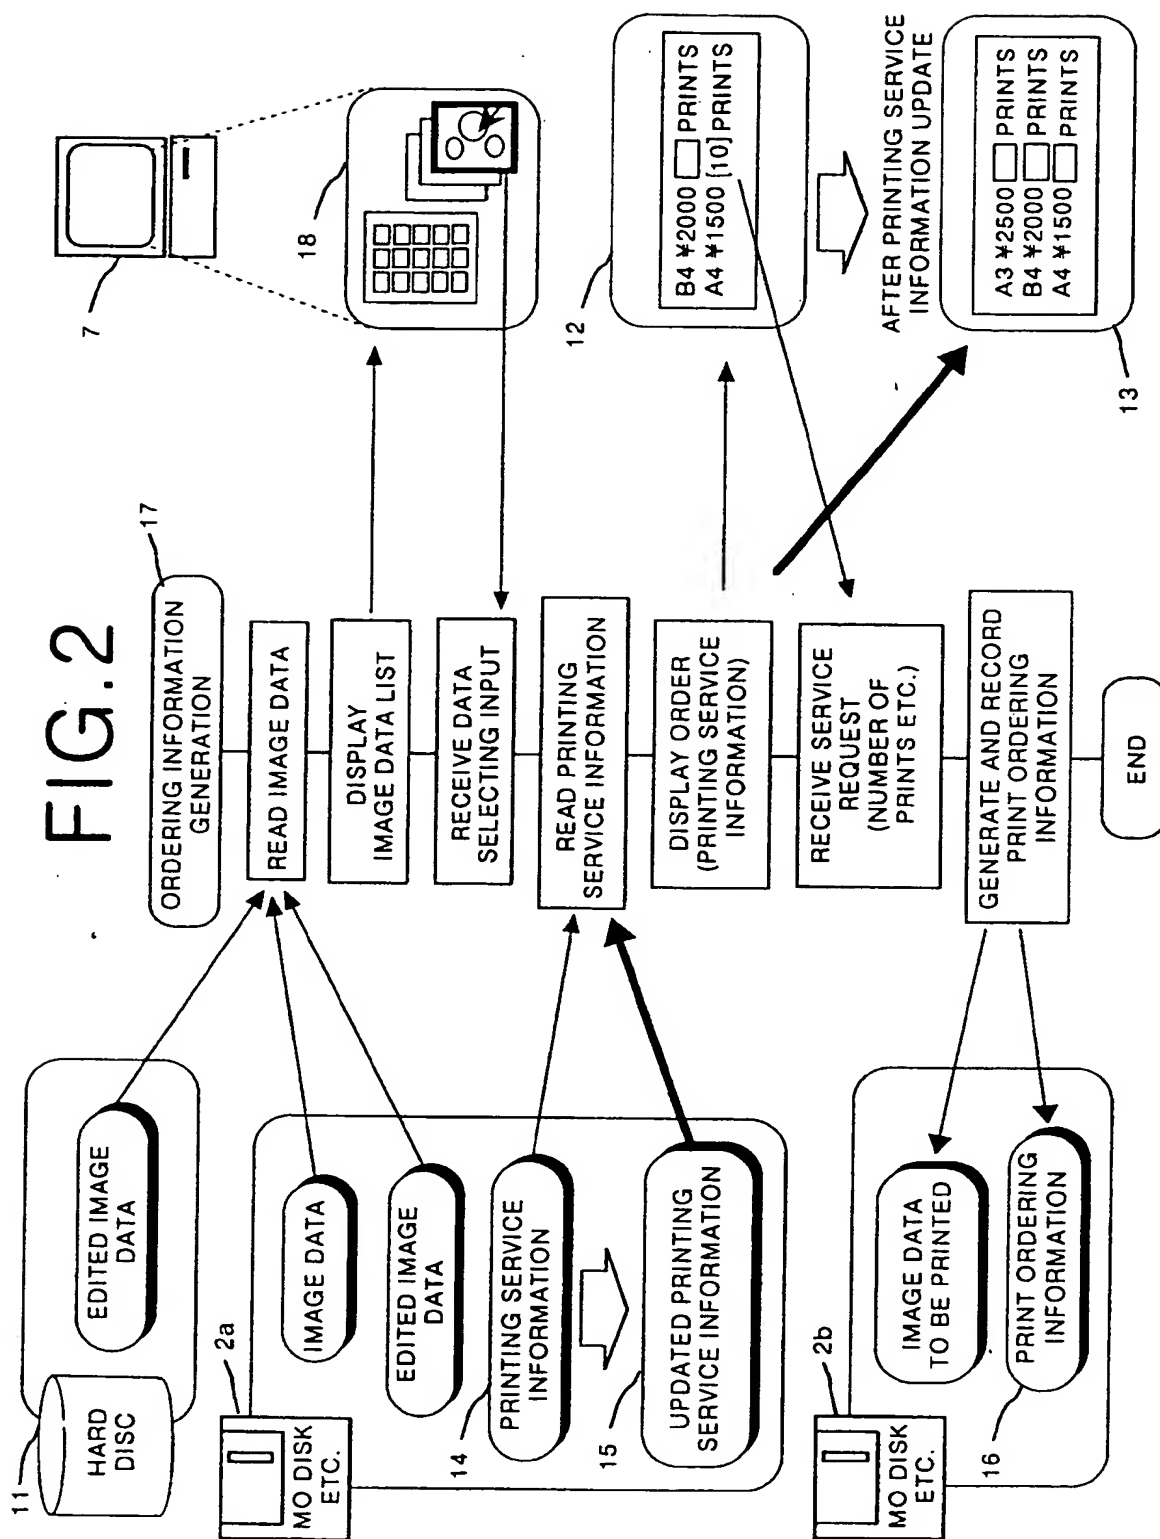 FIG.2
11
HARD
DISC
EDITED IMAGE
DATA
2a
MO DISK
ETC.
IMAGE DATA
EDITED IMAGE
DATA
14
PRINTING SERVICE
INFORMATION
15
UPDATED PRINTING
SERVICE INFORMATION
2b
MO DISK
ETC.
IMAGE DATA
TO BE PRINTED
16
PRINT ORDERING
INFORMATION
17
ORDERING INFORMATION
GENERATION
READ IMAGE DATA
DISPLAY
IMAGE DATA LIST
RECEIVE DATA
SELECTING INPUT
READ PRINTING
SERVICE INFORMATION
DISPLAY ORDER
(PRINTING SERVICE
INFORMATION)
RECEIVE SERVICE
REQUEST
(NUMBER OF
PRINTS ETC.)
GENERATE AND RECORD
PRINT ORDERING
INFORMATION
END
7
18
12
B4 ¥2000 PRINTS
A4 ¥1500 [10] PRINTS
AFTER PRINTING SERVICE
INFORMATION UPDATE
13
A3 ¥2500 PRINTS
B4 ¥2000 PRINTS
A4 ¥1500 PRINTS